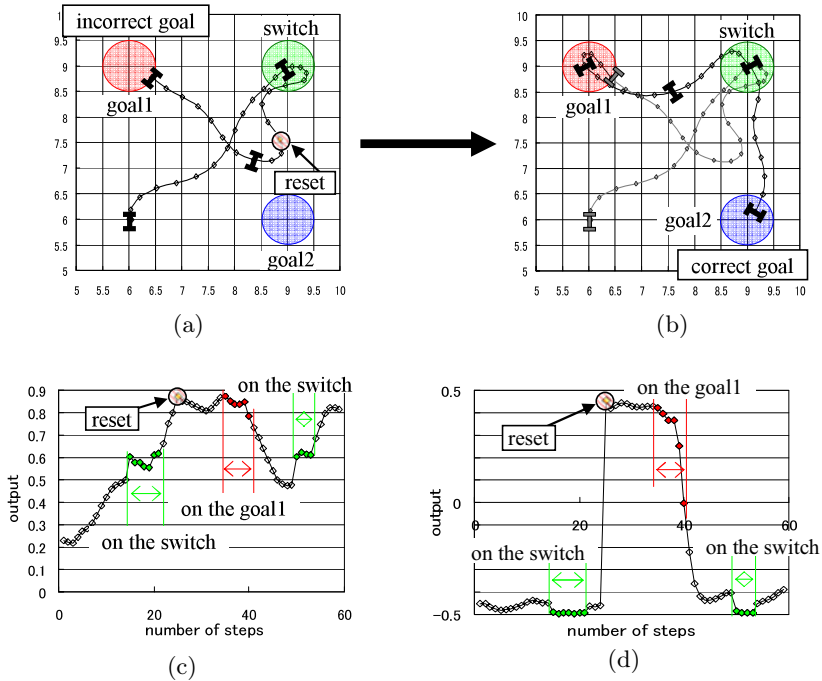 incorrect goal
switch
goal1
reset
goal2
10
9.5
9
8.5
8
7.5
7
6.5
6
5.5
5
5 5.5 6 6.5 7 7.5 8 8.5 9 9.5 10
(a)
switch
goal1
goal2
correct goal
10
9.5
9
8.5
8
7.5
7
6.5
6
5.5
5
5 5.5 6 6.5 7 7.5 8 8.5 9 9.5 10
(b)
on the switch
reset
on the goal1
on the switch
output
0.9
0.8
0.7
0.6
0.5
0.4
0.3
0.2
0.1
0
0 20 40 60
number of steps
(c)
on the goal1
reset
on the switch
on the switch
output
0.5
0
-0.5
0 20 40 60
number of steps
(d)